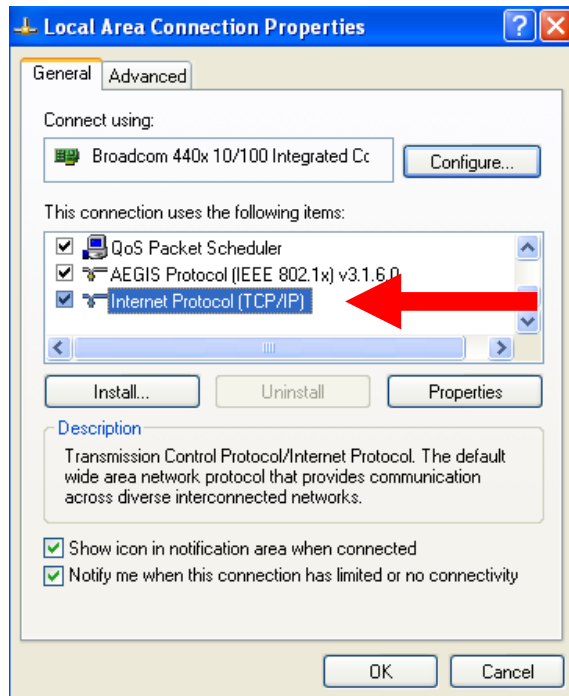 Local Area Connection Properties
General
Advanced
Connect using:
Broadcom 440x 10/100 Integrated Cc
Configure...
This connection uses the following items:
QoS Packet Scheduler
AEGIS Protocol (IEEE 802.1x) v3.1.6.0
Internet Protocol (TCP/IP)
Install...
Uninstall
Properties
Description
Transmission Control Protocol/Internet Protocol. The default
wide area network protocol that provides communication
across diverse interconnected networks.
Show icon in notification area when connected
Notify me when this connection has limited or no connectivity
OK
Cancel